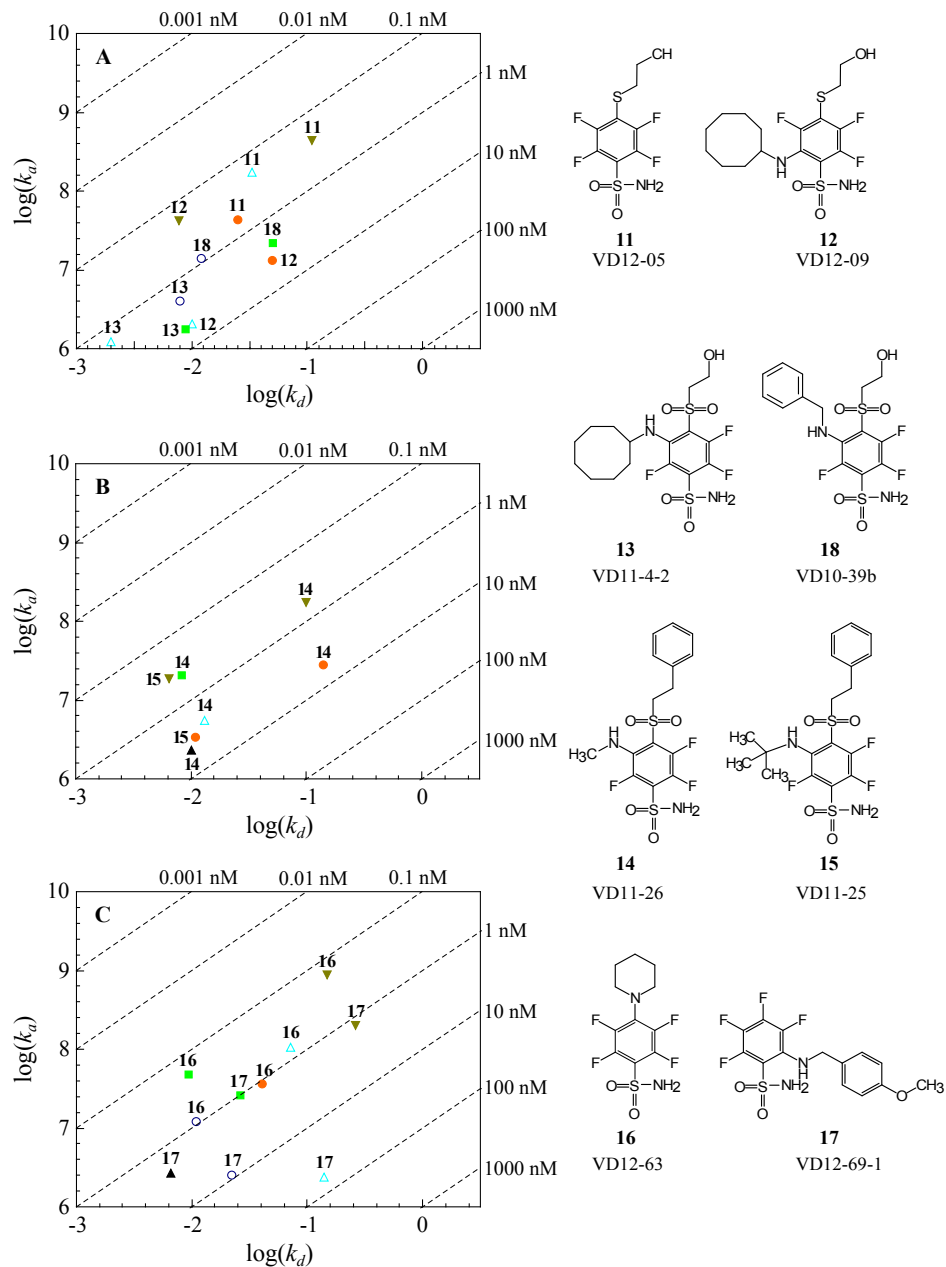 0.001 nM 0.01 nM 0.1 nM
10 A 1 nM
9 10 nM
8 100 nM
7 1000 nM
6
log(ka)
11 11 12 11 18 18 12 13 13 13 12
-3 -2 -1 0
log(kd)
CH
S
F F
F F
O=S-NH2
O
11
VD12-05
OH
S
F F
N H F
O=S-NH2
O
12
VD12-09
0.001 nM 0.01 nM 0.1 nM
10 B 1 nM
9 10 nM
8 100 nM
7 1000 nM
6
log(ka)
14 14 15 14 14 15 14
-3 -2 -1 0
log(kd)
OH
O=S=O
H N F
F F
O=S-NH2
O
13
VD11-4-2
OH
O=S=O
HN F
F F
O=S-NH2
O
18
VD10-39b
O=S=O
H3C N H F
F F
O=S-NH2
O
14
VD11-26
O=S=O
H3C CH3 CH3 H N F
F F
O=S-NH2
O
15
VD11-25
0.001 nM 0.01 nM 0.1 nM
10 C 1 nM
9 10 nM
8 100 nM
7 1000 nM
6
log(ka)
16 17 16 16 17 16 16 17 17 17
-3 -2 -1 0
log(kd)
N
F F
F F
O=S-NH2
O
16
VD12-63
F
F F
F N H
O=S-NH2
O
O CH3
17
VD12-69-1